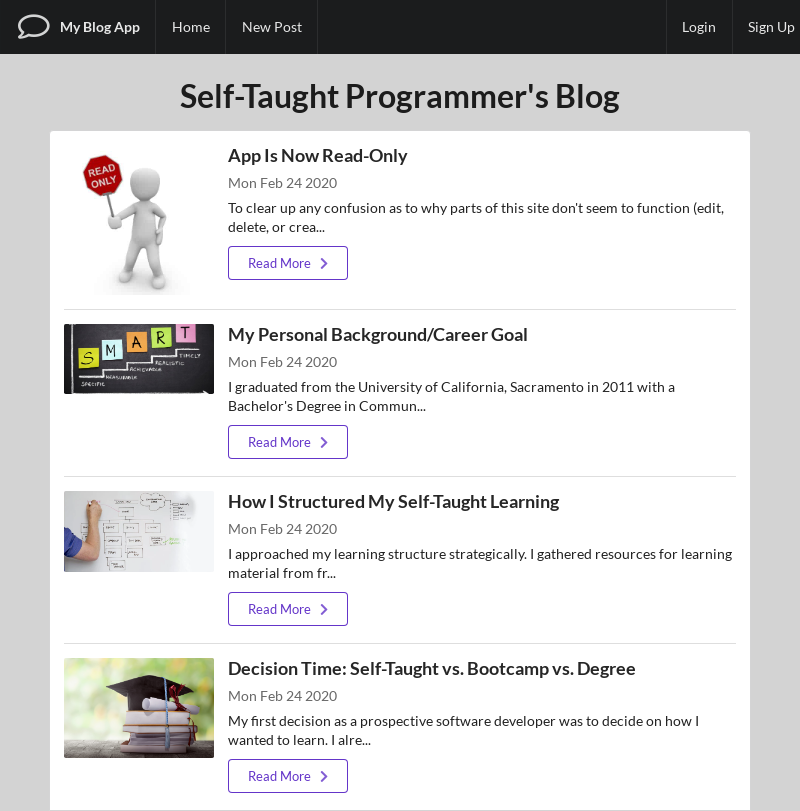 My Blog App
Home
New Post
Login
Sign Up
Self-Taught Programmer's Blog
READ
ONLY
App Is Now Read-Only
Mon Feb 24 2020
To clear up any confusion as to why parts of this site don't seem to function (edit,
delete, or crea...
Read More
S M A R T
TIMELY
REALISTIC
ACHIEVABLE
MEASURABLE
SPECIFIC
My Personal Background/Career Goal
Mon Feb 24 2020
I graduated from the University of California, Sacramento in 2011 with a
Bachelor's Degree in Commun...
Read More
How I Structured My Self-Taught Learning
Mon Feb 24 2020
I approached my learning structure strategically. I gathered resources for learning
material from fr...
Read More
Decision Time: Self-Taught vs. Bootcamp vs. Degree
Mon Feb 24 2020
My first decision as a prospective software developer was to decide on how I
wanted to learn. I alre...
Read More